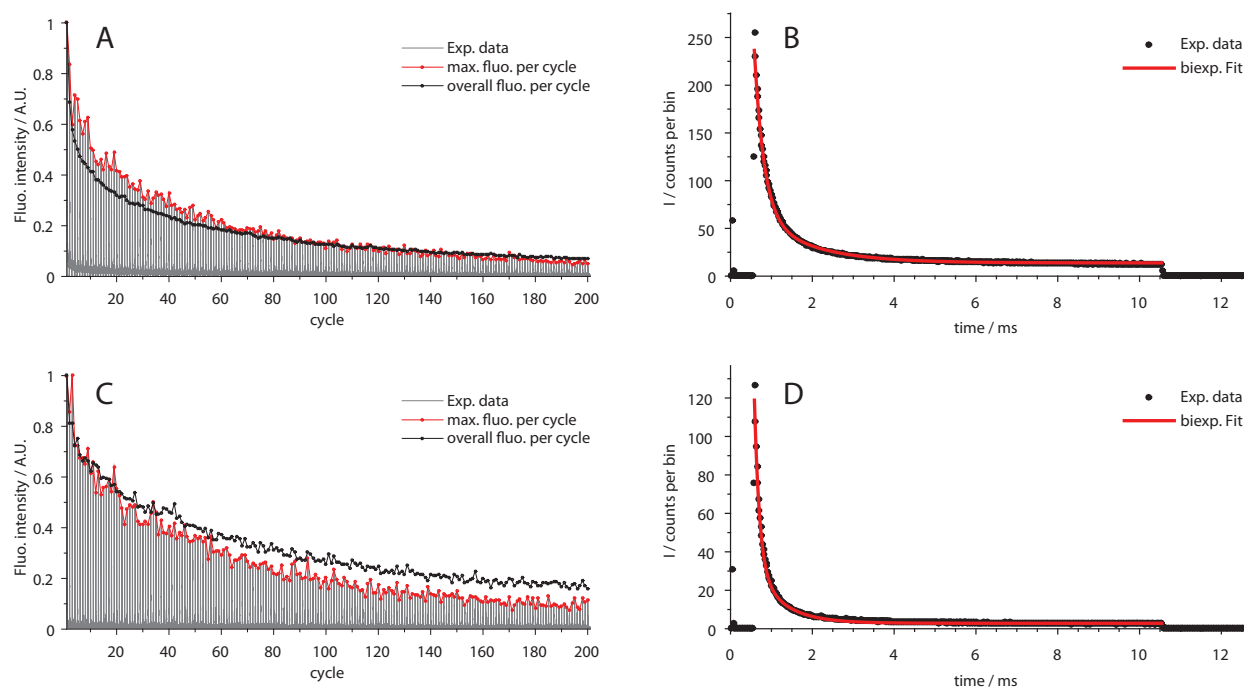 A
Exp. data
max. fluo. per cycle
overall fluo. per cycle
Fluo. intensity / A.U.
1
0.8
0.6
0.4
0.2
0
20 40 60 80 100 120 140 160 180 200
cycle
B
Exp. data
biexp. Fit
I / counts per bin
250
200
150
100
50
0
0 2 4 6 8 10 12
time / ms
C
Exp. data
max. fluo. per cycle
overall fluo. per cycle
Fluo. intensity / A.U.
1
0.8
0.6
0.4
0.2
0
20 40 60 80 100 120 140 160 180 200
cycle
D
Exp. data
biexp. Fit
I / counts per bin
120
100
80
60
40
20
0
0 2 4 6 8 10 12
time / ms